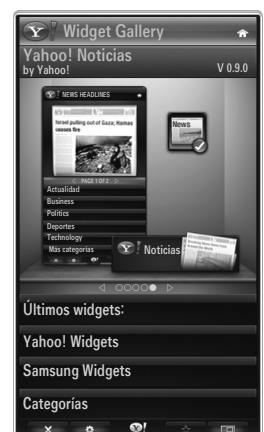 Y! Widget Gallery
Yahoo! Noticias
by Yahoo!
V 0.9.0
Y! NEWS HEADLINES
Israel pulling out of Gaza; Hamas
ceases fire
PAGE 1 OF 2
Actualidad
Business
Politics
Deportes
Technology
Más categorías
News
Y! Noticias
Últimos widgets:
Yahoo! Widgets
Samsung Widgets
Categorías
Y!